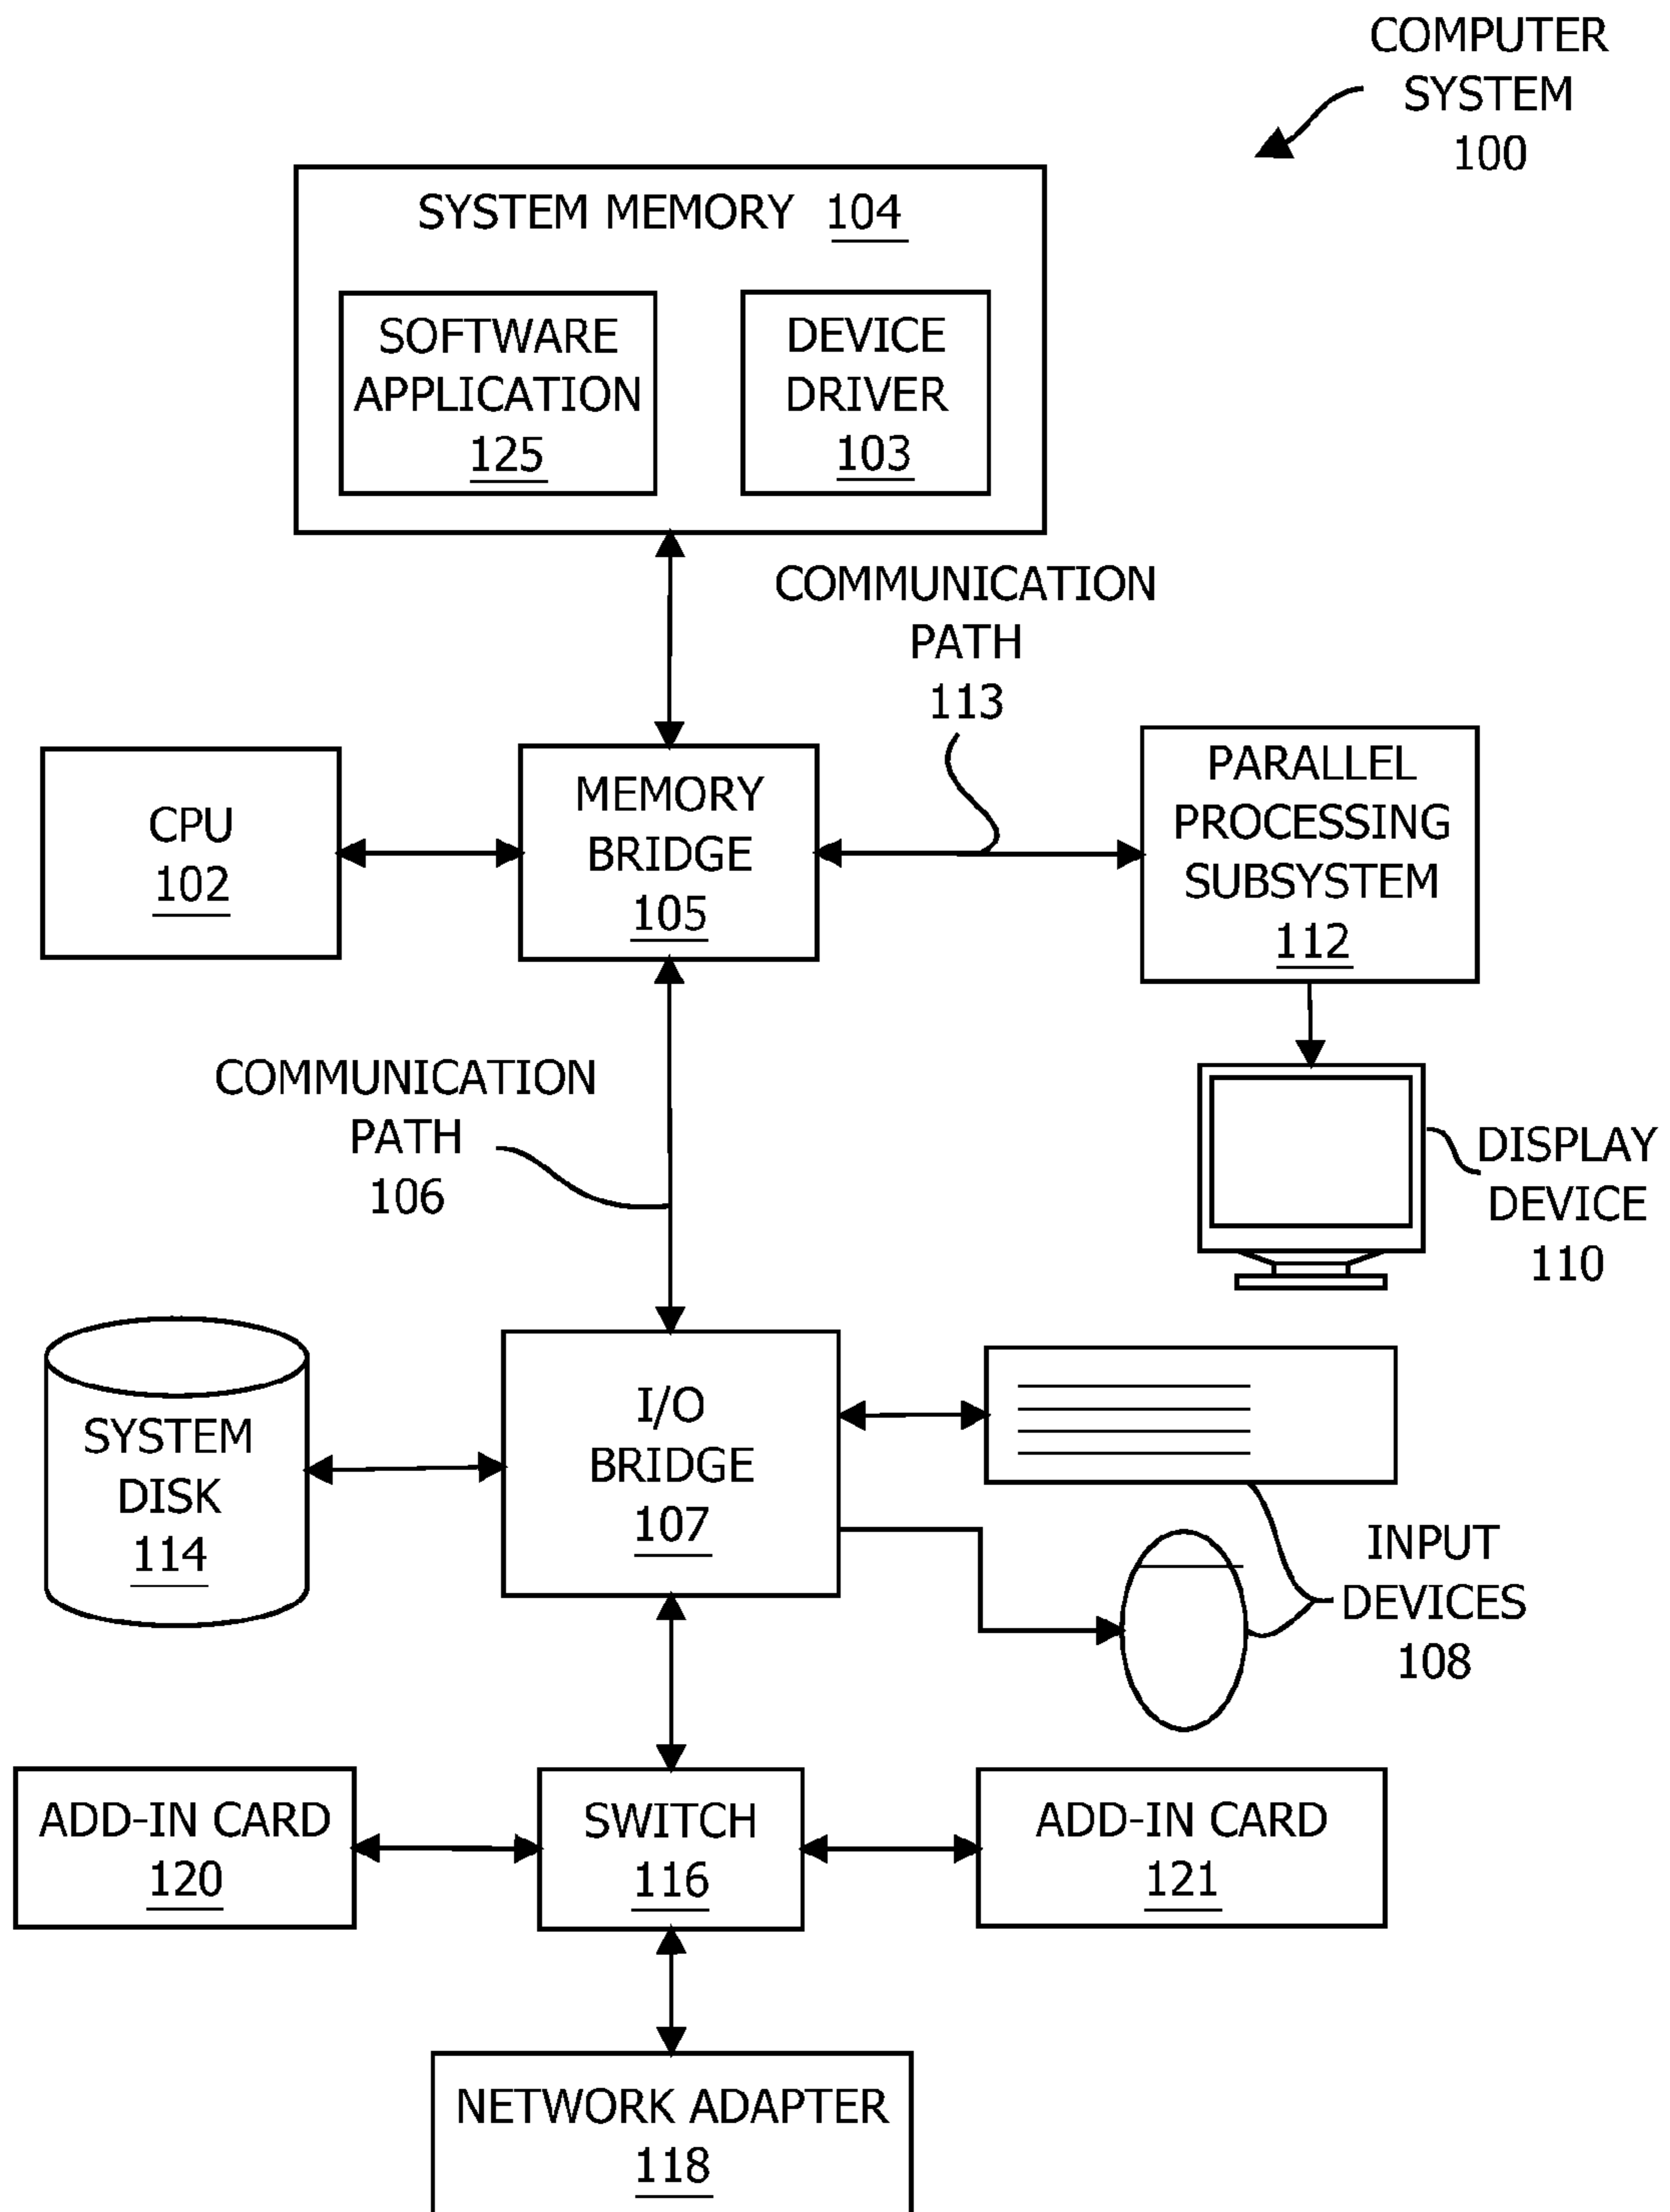 COMPUTER
SYSTEM
100
SYSTEM MEMORY 104
SOFTWARE
APPLICATION
125
DEVICE
DRIVER
103
COMMUNICATION
PATH
113
CPU
102
MEMORY
BRIDGE
105
PARALLEL
PROCESSING
SUBSYSTEM
112
COMMUNICATION
PATH
106
DISPLAY
DEVICE
110
SYSTEM
DISK
114
I/O
BRIDGE
107
INPUT
DEVICES
108
ADD-IN CARD
120
SWITCH
116
ADD-IN CARD
121
NETWORK ADAPTER
118